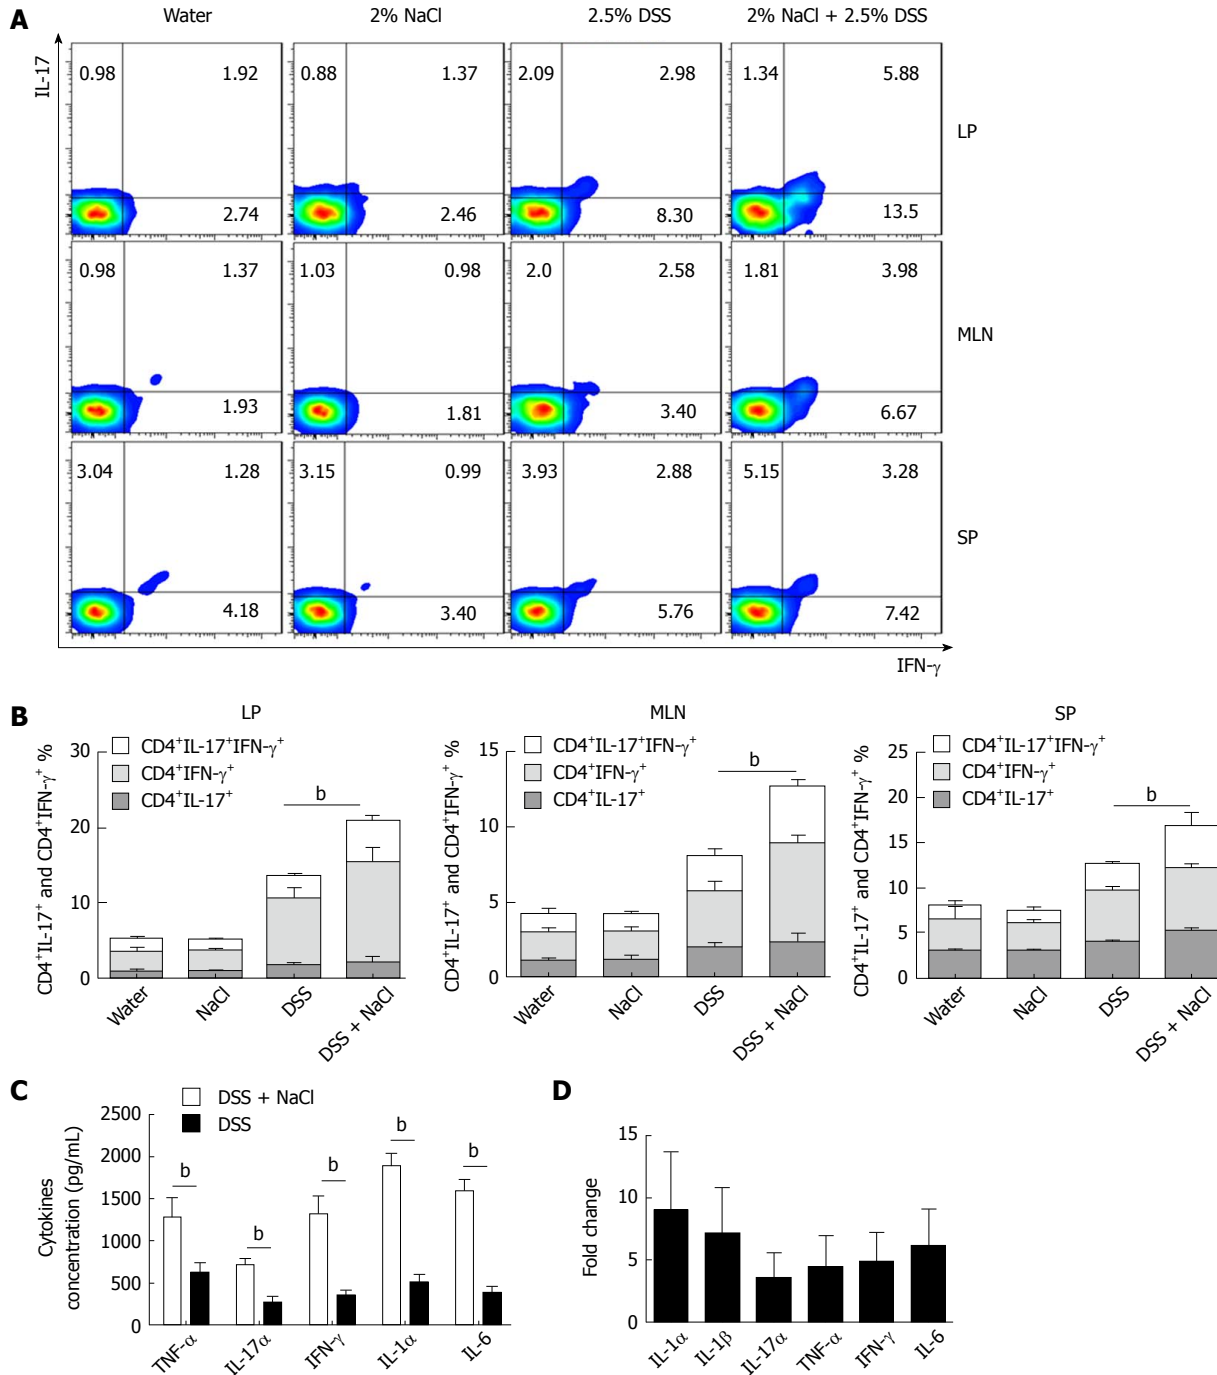 A
Water 2% NaCl 2.5% DSS 2% NaCl + 2.5% DSS
IL-17
0.98 1.92 0.88 1.37 2.09 2.98 1.34 5.88
LP
2.74 2.46 8.30 13.5
0.98 1.37 1.03 0.98 2.0 2.58 1.81 3.98
MLN
1.93 1.81 3.40 6.67
3.04 1.28 3.15 0.99 3.93 2.88 5.15 3.28
SP
4.18 3.40 5.76 7.42
IFN-γ
B
LP
CD4⁺IL-17⁺ and CD4⁺IFN-γ⁺ %
30
20
10
0
CD4⁺IL-17⁺IFN-γ⁺
CD4⁺IFN-γ⁺
CD4⁺IL-17⁺
b
Water NaCl DSS DSS + NaCl
MLN
CD4⁺IL-17⁺ and CD4⁺IFN-γ⁺ %
15
10
5
0
CD4⁺IL-17⁺IFN-γ⁺
CD4⁺IFN-γ⁺
CD4⁺IL-17⁺
b
Water NaCl DSS DSS + NaCl
SP
CD4⁺IL-17⁺ and CD4⁺IFN-γ⁺ %
25
20
15
10
5
0
CD4⁺IL-17⁺IFN-γ⁺
CD4⁺IFN-γ⁺
CD4⁺IL-17⁺
b
Water NaCl DSS DSS + NaCl
C
DSS + NaCl
DSS
Cytokines
concentration (pg/mL)
2500
2000
1500
1000
500
0
b b b b b
TNF-α IL-17α IFN-γ IL-1α IL-6
D
Fold change
15
10
5
0
IL-1α IL-1β IL-17α TNF-α IFN-γ IL-6